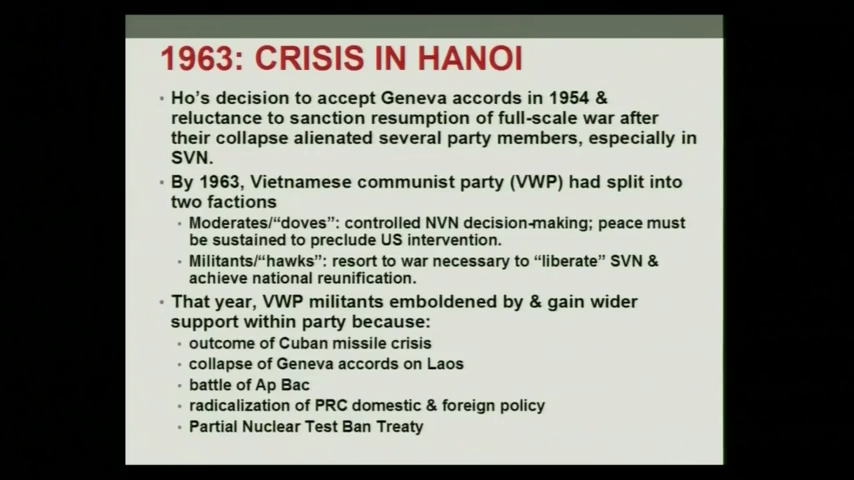 1963: CRISIS IN HANOI
• Ho's decision to accept Geneva accords in 1954 &
reluctance to sanction resumption of full-scale war after
their collapse alienated several party members, especially in
SVN.
• By 1963, Vietnamese communist party (VWP) had split into
two factions
• Moderates/“doves”: controlled NVN decision-making; peace must
be sustained to preclude US intervention.
• Militants/“hawks”: resort to war necessary to “liberate” SVN &
achieve national reunification.
• That year, VWP militants emboldened by & gain wider
support within party because:
• outcome of Cuban missile crisis
• collapse of Geneva accords on Laos
• battle of Ap Bac
• radicalization of PRC domestic & foreign policy
• Partial Nuclear Test Ban Treaty